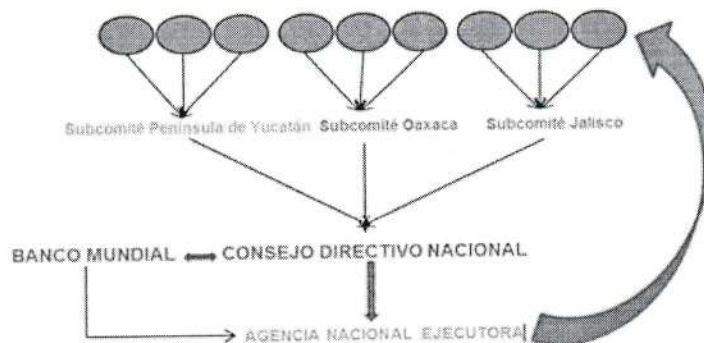 Subcomité Península de Yucatán Subcomité Oaxaca Subcomité Jalisco
BANCO MUNDIAL CONSEJO DIRECTIVO NACIONAL
AGENCIA NACIONAL EJECUTORA